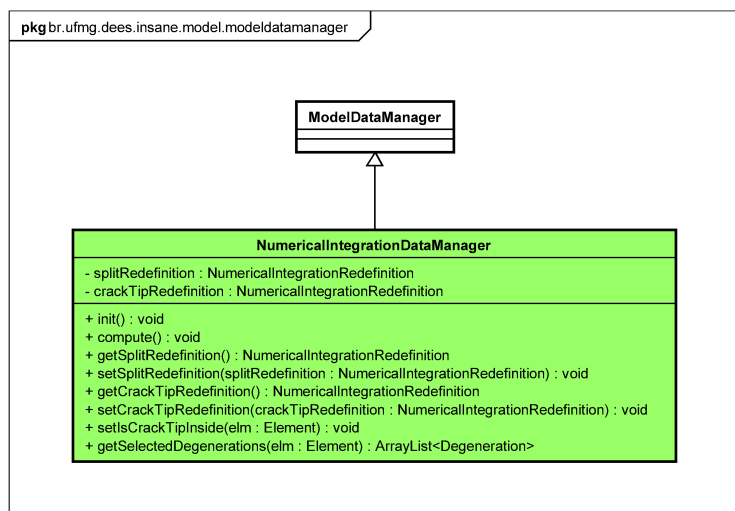 pkg br.ufmg.dees.insane.model.modeldatamanager
ModelDataManager
NumericalIntegrationDataManager
- splitRedefinition : NumericalIntegrationRedefinition
- crackTipRedefinition : NumericalIntegrationRedefinition
+ init() : void
+ compute() : void
+ getSplitRedefinition() : NumericalIntegrationRedefinition
+ setSplitRedefinition(splitRedefinition : NumericalIntegrationRedefinition) : void
+ getCrackTipRedefinition() : NumericalIntegrationRedefinition
+ setCrackTipRedefinition(crackTipRedefinition : NumericalIntegrationRedefinition) : void
+ setIsCrackTipInside(elm : Element) : void
+ getSelectedDegenerations(elm : Element) : ArrayList<Degeneration>